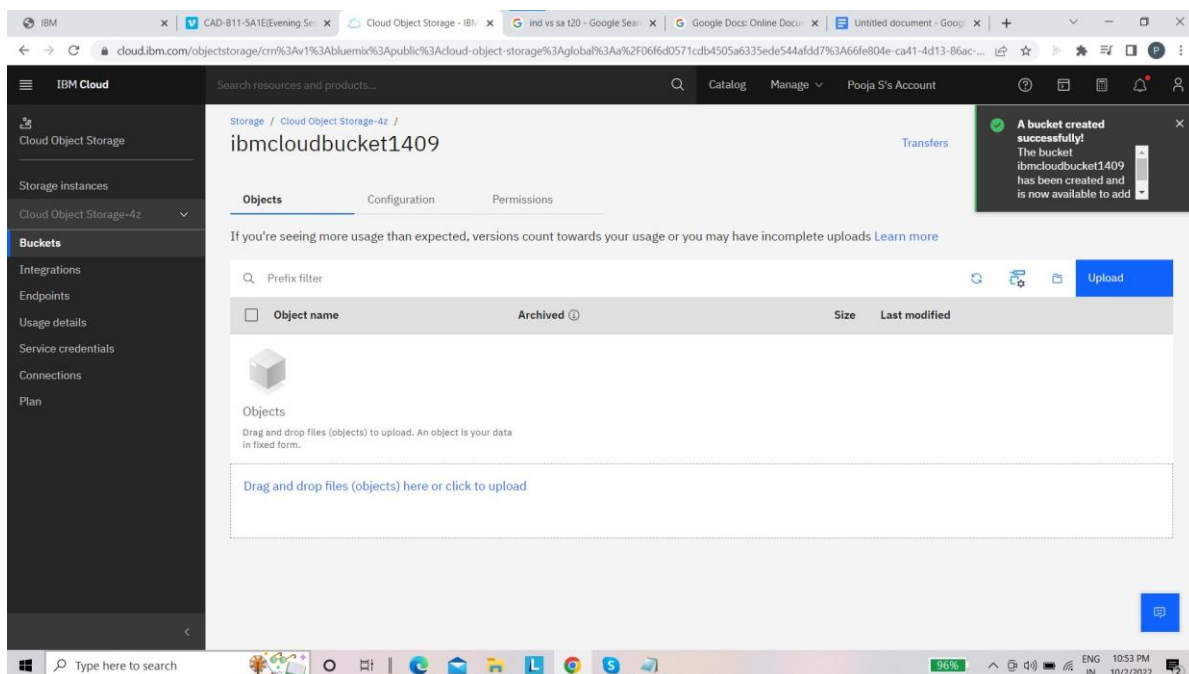 IBM
CAD-B11-5A1E(Evening Se
Cloud Object Storage - IBM
ind vs sa t20 - Google Sear
Google Docs: Online Docu
Untitled document - Goog
cloud.ibm.com/objectstorage/crn%3Av1%3Abluemix%3Apublic%3Acloud-object-storage%3Aglobal%3Aa%2F06f6d0571cdb4505a6335ede544afdd7%3A66fe804e-ca41-4d13-86ac-...
P
IBM Cloud
Search resources and products...
Catalog
Manage
Pooja S's Account
Cloud Object Storage
Storage instances
Cloud Object Storage-4z
Buckets
Integrations
Endpoints
Usage details
Service credentials
Connections
Plan
Storage / Cloud Object Storage-4z /
ibmcloudbucket1409
Transfers
A bucket created
successfully!
The bucket
ibmcloudbucket1409
has been created and
is now available to add
Objects
Configuration
Permissions
If you're seeing more usage than expected, versions count towards your usage or you may have incomplete uploads Learn more
Prefix filter
Upload
Object name
Archived
Size
Last modified
Objects
Drag and drop files (objects) to upload. An object is your data
in fixed form.
Drag and drop files (objects) here or click to upload
Type here to search
L
S
96%
ENG
IN
10:53 PM
10/2/2022